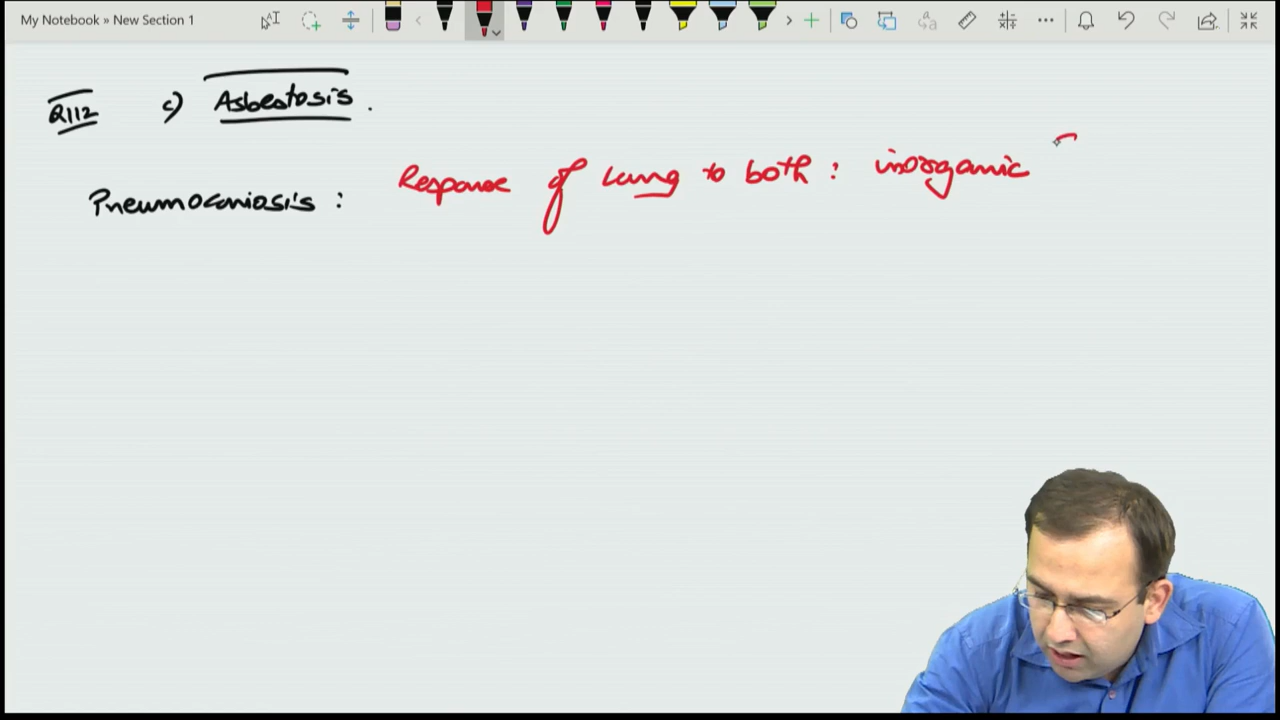 My Notebook » New Section 1
Q112 c) Asbestosis.
Response of lung to both : inorganic
Pneumoconiosis :